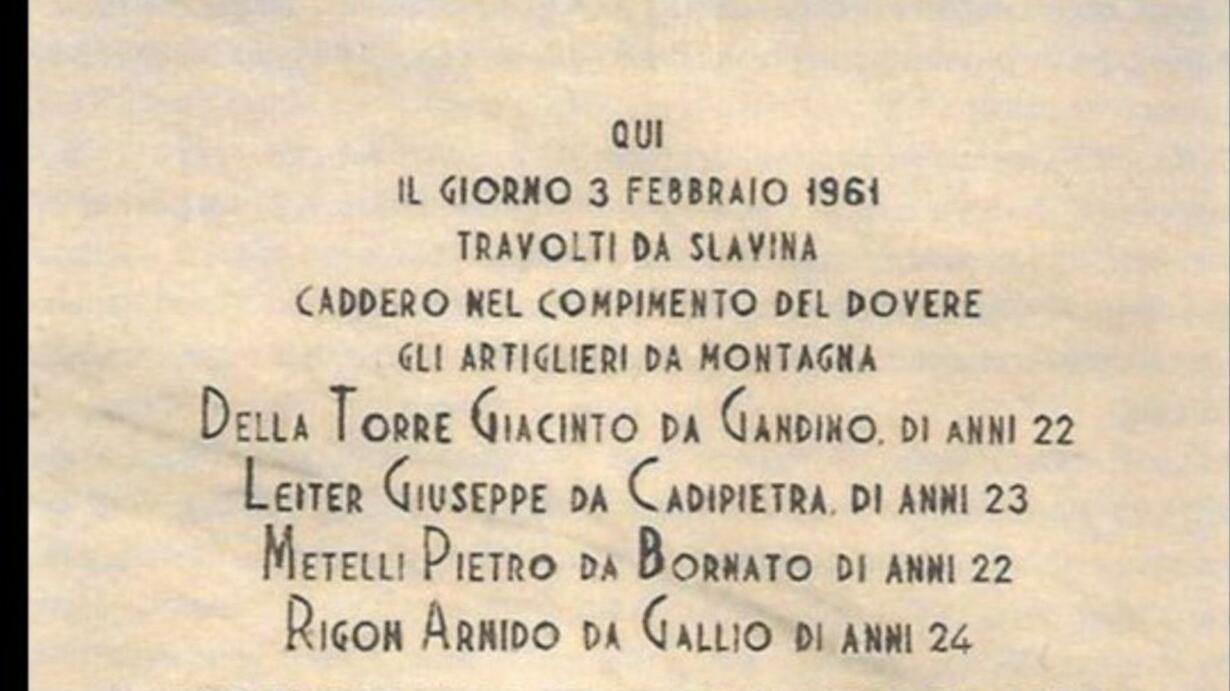 QUI
IL GIORNO 3 FEBBRAIO 1961
TRAVOLTI DA SLAVINA
CADDERO NEL COMPIMENTO DEL DOVERE
GLI ARTIGLIERI DA MONTAGNA
DELLA TORRE GIACINTO DA GANDINO, DI ANNI 22
LEITER GIUSEPPE DA CADIPIETRA, DI ANNI 23
METELLI PIETRO DA BORNATO DI ANNI 22
RIGON ARNIDO DA GALLIO DI ANNI 24